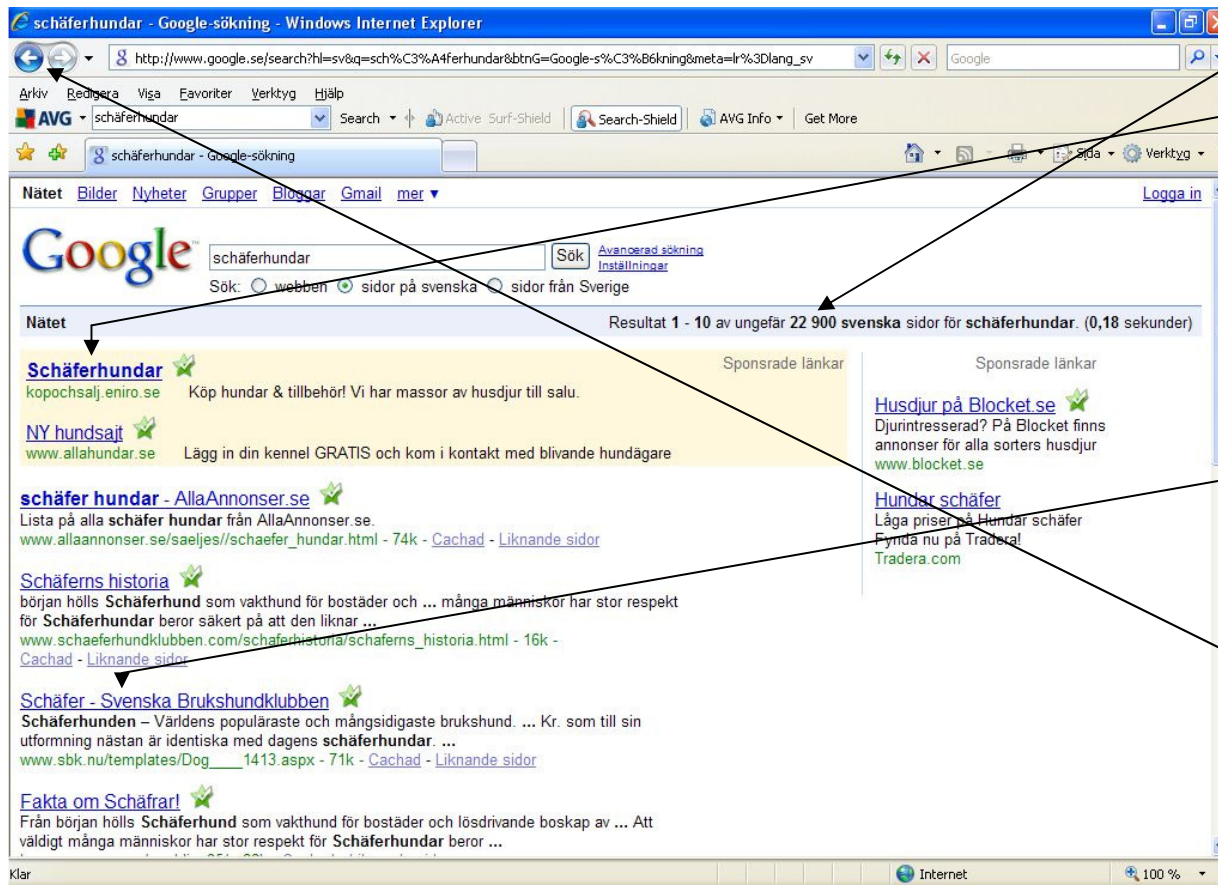 schäferhundar - Google-sökning - Windows Internet Explorer
http://www.google.se/search?hl=sv&q=sch%C3%A4ferhundar&btnG=Google-s%C3%B6kning&meta=lr%3Dlang_sv
Google
Arkiv Redigera Visa Favoriter Verktyg Hjälp
AVG schäferhundar Search Active Surf-Shield Search-Shield AVG Info Get More
schäferhundar - Google-sökning Sida Verktyg
Nätet Bilder Nyheter Grupper Bloggar Gmail mer ▼ Logga in
Google™ schäferhundar Sök Avancerad sökning
Inställningar
Sök: webben sidor på svenska sidor från Sverige
Nätet Resultat 1 - 10 av ungefär 22 900 svenska sidor för schäferhundar. (0,18 sekunder)
Schäferhundar Sponsrade länkar
kopochsalj.eniro.se Köp hundar & tillbehör! Vi har massor av husdjur till salu.
NY hundsajt
www.allahundar.se Lägg in din kennel GRATIS och kom i kontakt med blivande hundägare
schäfer hundar - AllaAnnonser.se
Lista på alla schäfer hundar från AllaAnnonser.se.
www.allaannonser.se/saeljes//schaefer_hundar.html - 74k - Cachad - Liknande sidor
Schäferns historia
början hölls Schäferhund som vakthund för bostäder och ... många människor har stor respekt
för Schäferhundar beror säkert på att den liknar ...
www.schaeferhundklubben.com/schaferhistoria/schaferns_historia.html - 16k -
Cachad - Liknande sidor
Schäfer - Svenska Brukshundklubben
Schäferhunden – Världens populäraste och mångsidigaste brukshund. ... Kr. som till sin
utformning nästan är identiska med dagens schäferhundar. ...
www.sbk.nu/templates/Dog____1413.aspx - 71k - Cachad - Liknande sidor
Fakta om Schäfrar!
Från början hölls Schäferhund som vakthund för bostäder och lösdrivande boskap av ... Att
väldigt många människor har stor respekt för Schäferhundar beror ...
Sponsrade länkar
Husdjur på Blocket.se
Djurintresserad? På Blocket finns
annonser för alla sorters husdjur
www.blocket.se
Hundar schäfer
Låga priser på Hundar schäfer
Fynda nu på Tradera!
Tradera.com
Klar Internet 100 %